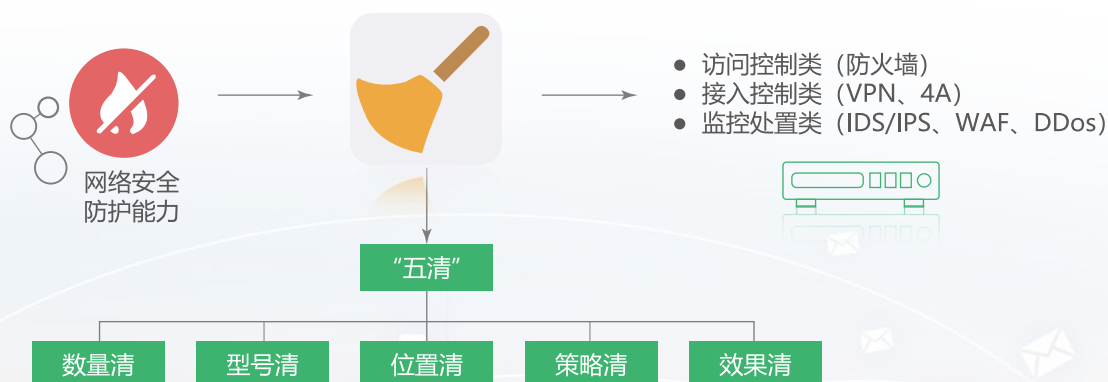 网络安全
防护能力
● 访问控制类（防火墙）
● 接入控制类（VPN、4A）
● 监控处置类（IDS/IPS、WAF、DDos）
“五清”
数量清
型号清
位置清
策略清
效果清